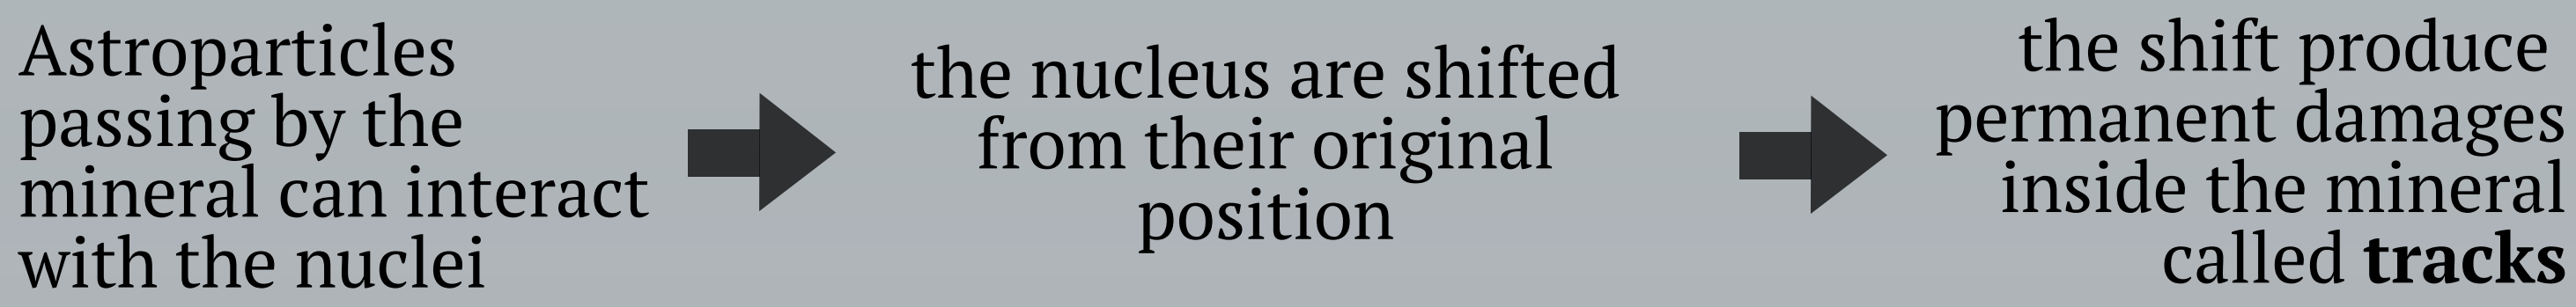 Astroparticles
passing by the
mineral can interact
with the nuclei
the nucleus are shifted
from their original
position
the shift produce
permanent damages
inside the mineral
called tracks